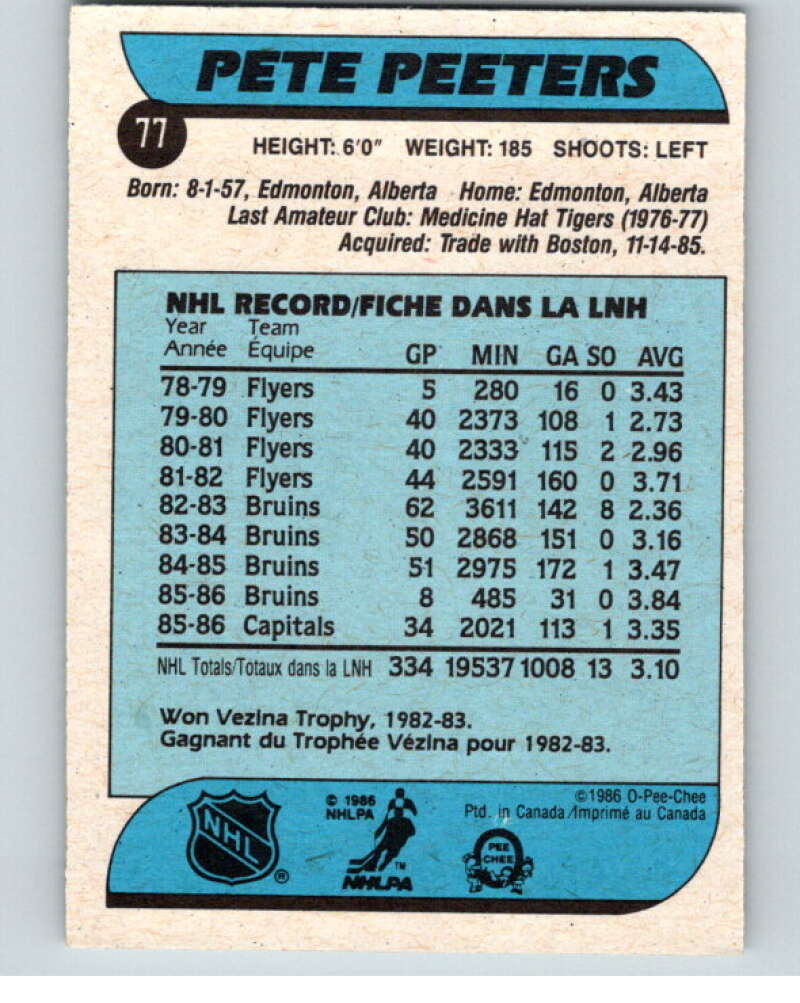 PETE PEETERS
77
HEIGHT: 6'0" WEIGHT: 185 SHOOTS: LEFT
Born: 8-1-57, Edmonton, Alberta Home: Edmonton, Alberta
Last Amateur Club: Medicine Hat Tigers (1976-77)
Acquired: Trade with Boston, 11-14-85.
NHL RECORD/FICHE DANS LA LNH
Year Team
Année Équipe GP MIN GA SO AVG
78-79 Flyers 5 280 16 0 3.43
79-80 Flyers 40 2373 108 1 2.73
80-81 Flyers 40 2333 115 2 2.96
81-82 Flyers 44 2591 160 0 3.71
82-83 Bruins 62 3611 142 8 2.36
83-84 Bruins 50 2868 151 0 3.16
84-85 Bruins 51 2975 172 1 3.47
85-86 Bruins 8 485 31 0 3.84
85-86 Capitals 34 2021 113 1 3.35
NHL Totals/Totaux dans la LNH 334 19537 1008 13 3.10
Won Vezina Trophy, 1982-83.
Gagnant du Trophée Vézina pour 1982-83.
NHL ®
© 1986
NHLPA
TM
NHLPA
©1986 O-Pee-Chee
Ptd. in Canada/Imprimé au Canada
PEE
CHEE